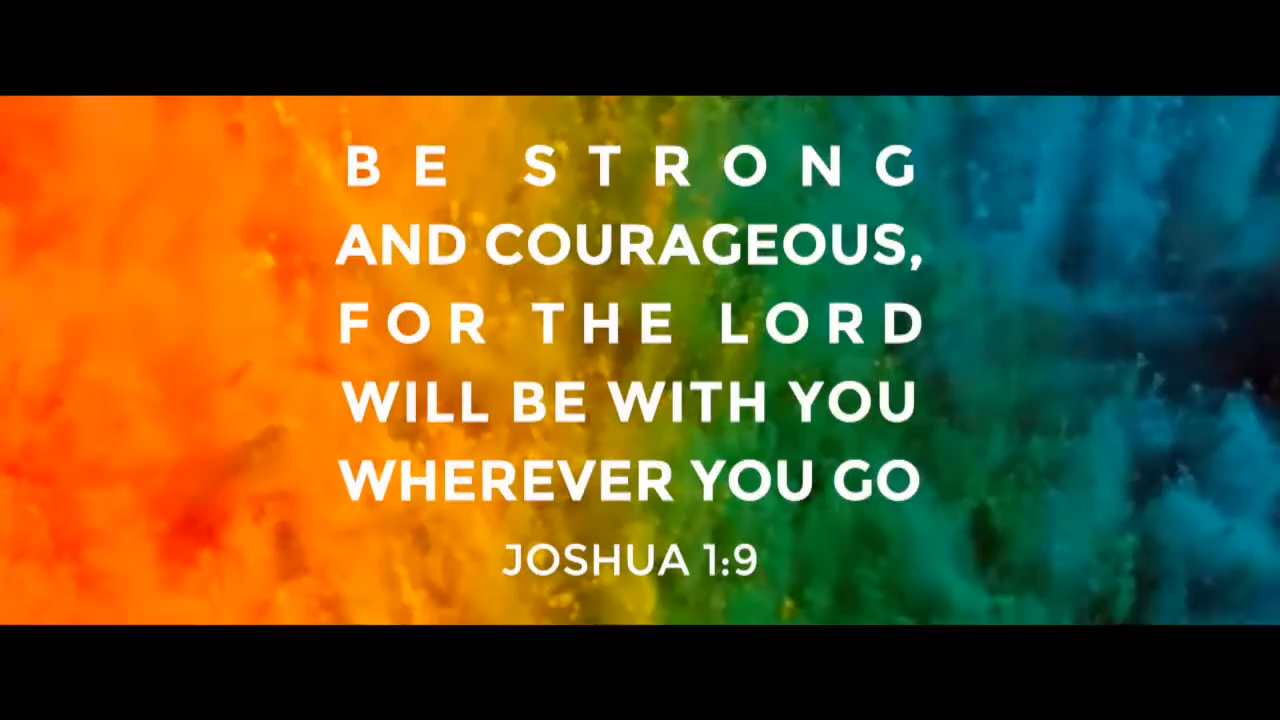 BE STRONG
AND COURAGEOUS,
FOR THE LORD
WILL BE WITH YOU
WHEREVER YOU GO
JOSHUA 1:9